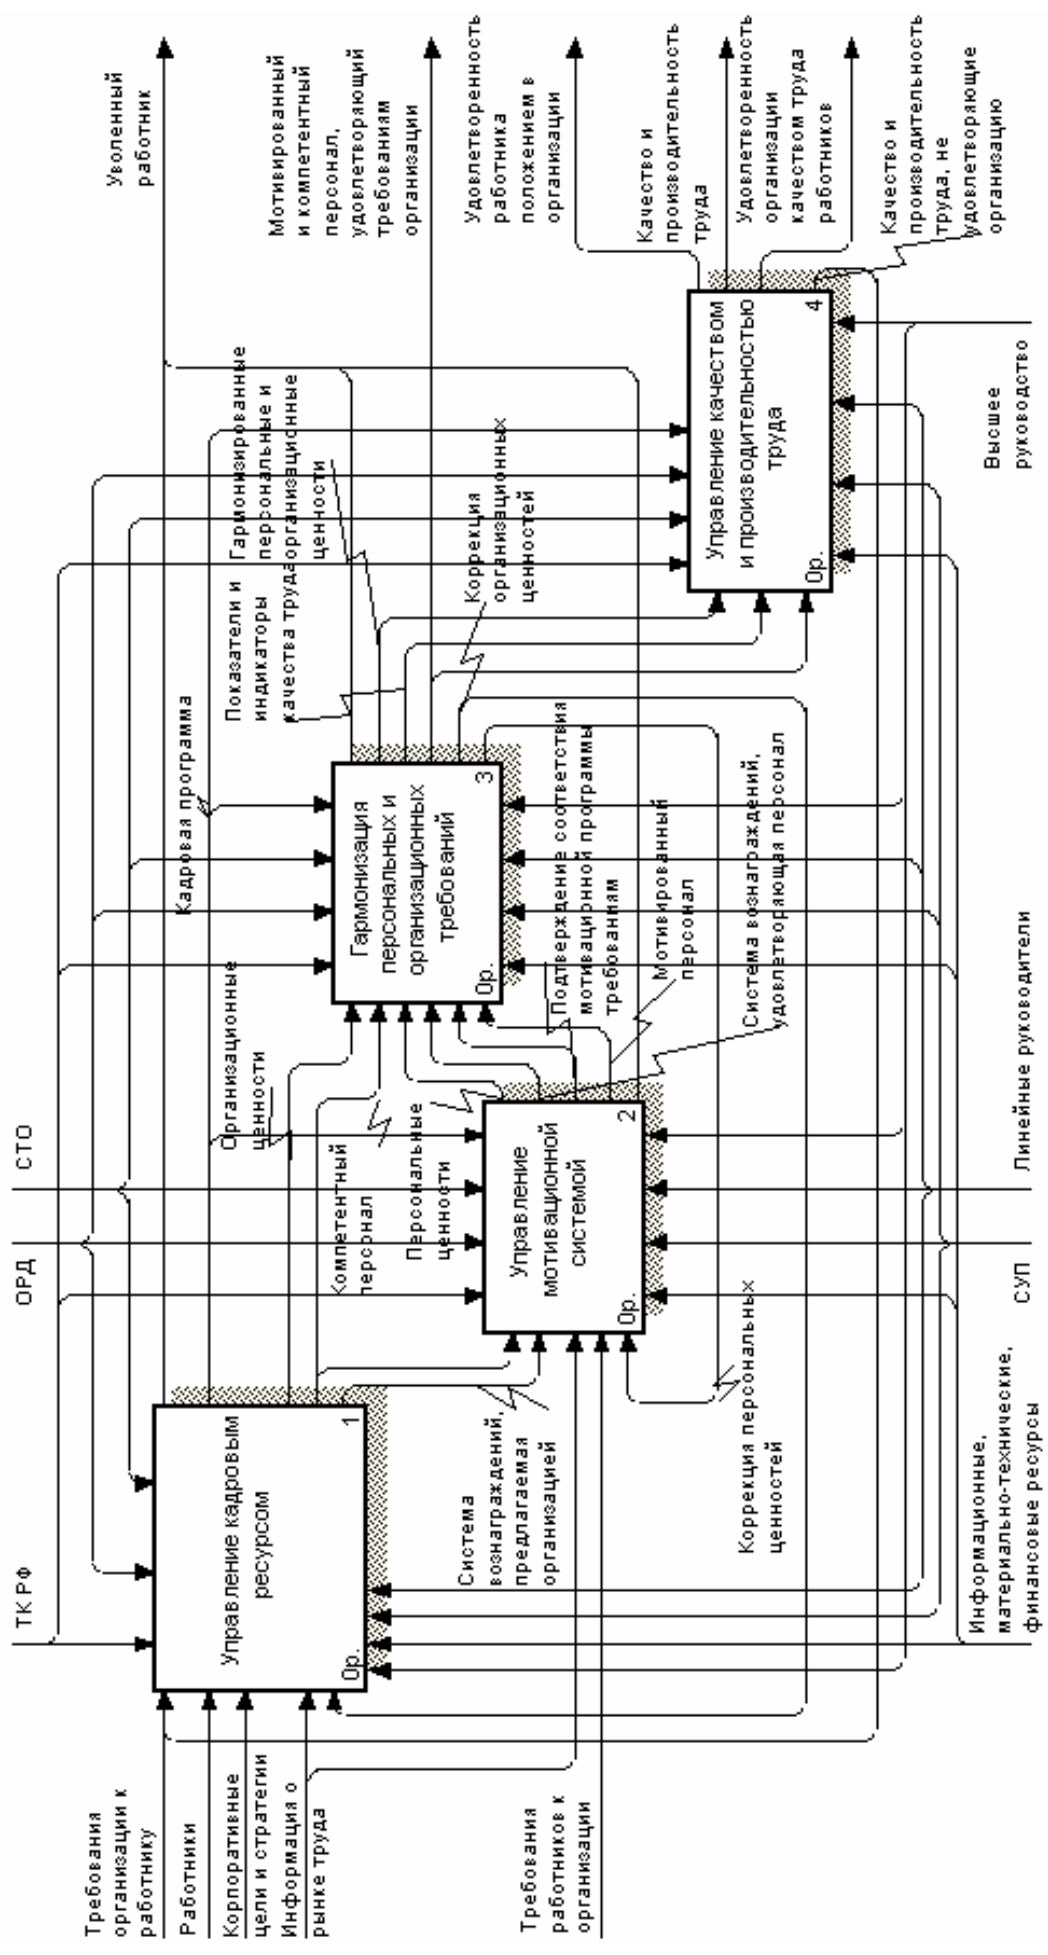 Требования
организации к
работнику
Работники
Корпоративные
цели и стратегии
Информация о
рынке труда
Требования
работников к
организации
ТК РФ
ОРД
СТО
Управление кадровым
ресурсом
0р.
1
Система
вознаграждений,
предлагаемая
организацией
Коррекция персональных
ценностей
Управление
мотивационной
системой
0р.
2
Компетентный
персонал
Персональные
ценности
Организационные
ценности
Кадровая программа
Гармонизация
персональных и
организационных
требований
0р.
3
Подтверждение соответствия
мотивационной программы
требованиям
Мотивированный
персонал
Система вознаграждений,
удовлетворяющая персонал
Показатели и
индикаторы
качества труда
Гармонизированные
персональные и
организационные
ценности
Коррекция
организационных
ценностей
Управление качеством
и производительностью
труда
0р.
4
Уволенный
работник
Мотивированный
и компетентный
персонал,
удовлетворяющий
требованиям
организации
Удовлетворенность
работника
положением в
организации
Качество и
производительность
труда
Удовлетворенность
организации
качеством труда
работников
Качество и
производительность
труда, не
удовлетворяющие
организацию
Информационные,
материально-технические,
финансовые ресурсы
СУП
Линейные руководители
Высшее
руководство